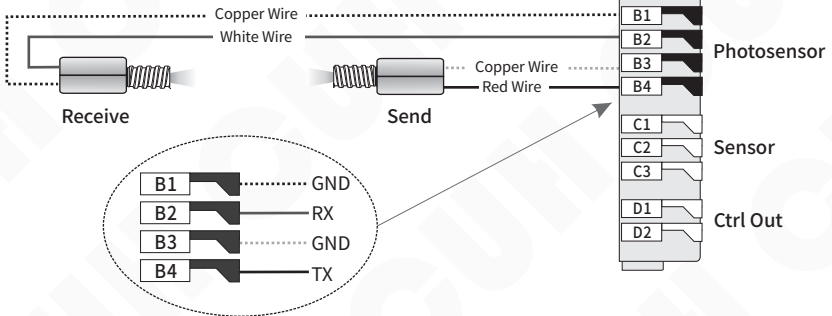 Copper Wire
B1
White Wire
B2
Photosensor
Copper Wire
B3
Red Wire
B4
Receive
Send
C1
C2
Sensor
C3
D1
Ctrl Out
D2
B1
GND
B2
RX
B3
GND
B4
TX